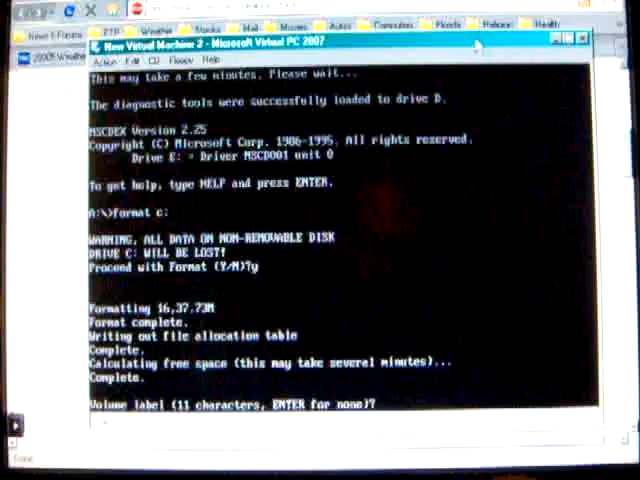 FTP Weather Stocks Mail Movies Autos Computers Floods Release Health
New Virtual Machine 2 - Microsoft Virtual PC 2007
Action Edit CD Floppy Help
This may take a few minutes. Please wait...
The diagnostic tools were successfully loaded to drive D.
MSCDEX Version 2.25
Copyright (C) Microsoft Corp. 1986-1995. All rights reserved.
Drive E: = Driver MSCD001 unit 0
To get help, type HELP and press ENTER.
A:\>format c:
WARNING, ALL DATA ON NON-REMOVABLE DISK
DRIVE C: WILL BE LOST!
Proceed with Format (Y/N)?y
Formatting 16,37.73M
Format complete.
Writing out file allocation table
Complete.
Calculating free space (this may take several minutes)...
Complete.
Volume label (11 characters, ENTER for none)?
Done